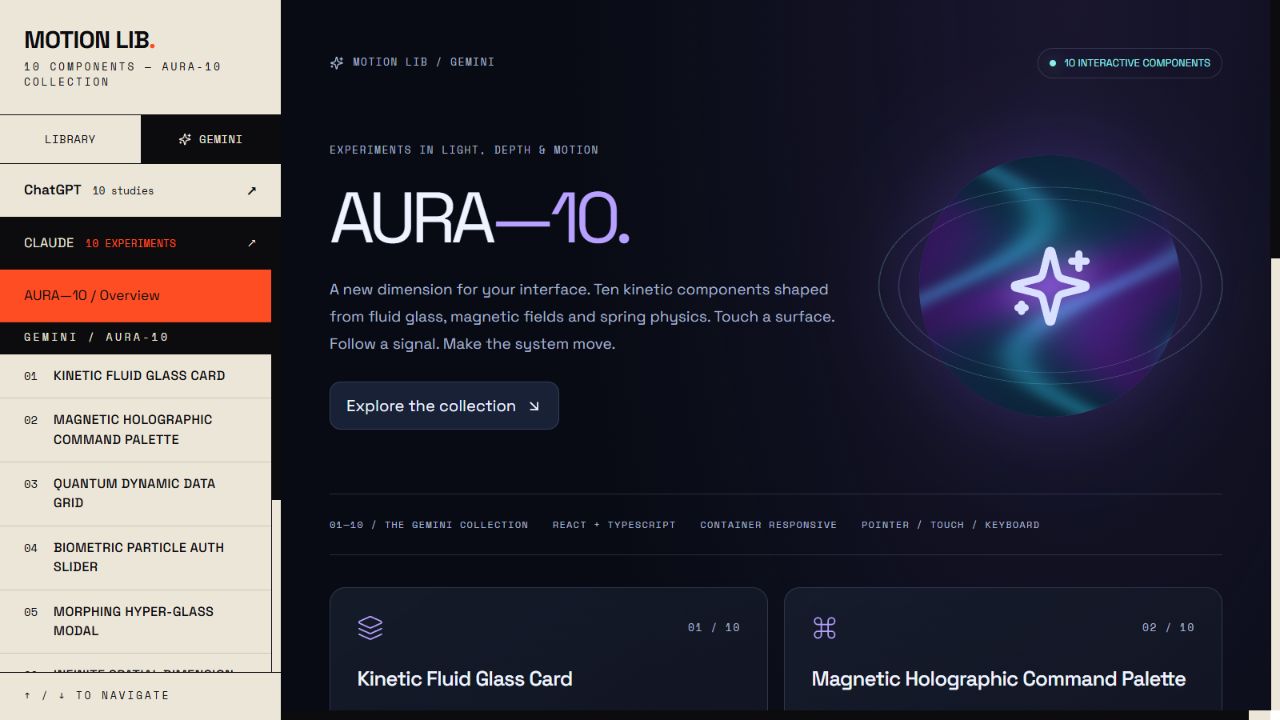 MOTION LIB.
10 COMPONENTS — AURA-10
COLLECTION
LIBRARY
GEMINI
ChatGPT 10 studies ↗
CLAUDE 10 EXPERIMENTS ↗
AURA—10 / Overview
GEMINI / AURA-10
01 KINETIC FLUID GLASS CARD
02 MAGNETIC HOLOGRAPHIC
COMMAND PALETTE
03 QUANTUM DYNAMIC DATA
GRID
04 BIOMETRIC PARTICLE AUTH
SLIDER
05 MORPHING HYPER-GLASS
MODAL
↑ / ↓ TO NAVIGATE
MOTION LIB / GEMINI
10 INTERACTIVE COMPONENTS
EXPERIMENTS IN LIGHT, DEPTH & MOTION
AURA—10.
A new dimension for your interface. Ten kinetic components shaped
from fluid glass, magnetic fields and spring physics. Touch a surface.
Follow a signal. Make the system move.
Explore the collection ↘
01—10 / THE GEMINI COLLECTION
REACT + TYPESCRIPT
CONTAINER RESPONSIVE
POINTER / TOUCH / KEYBOARD
01 / 10
Kinetic Fluid Glass Card
02 / 10
Magnetic Holographic Command Palette